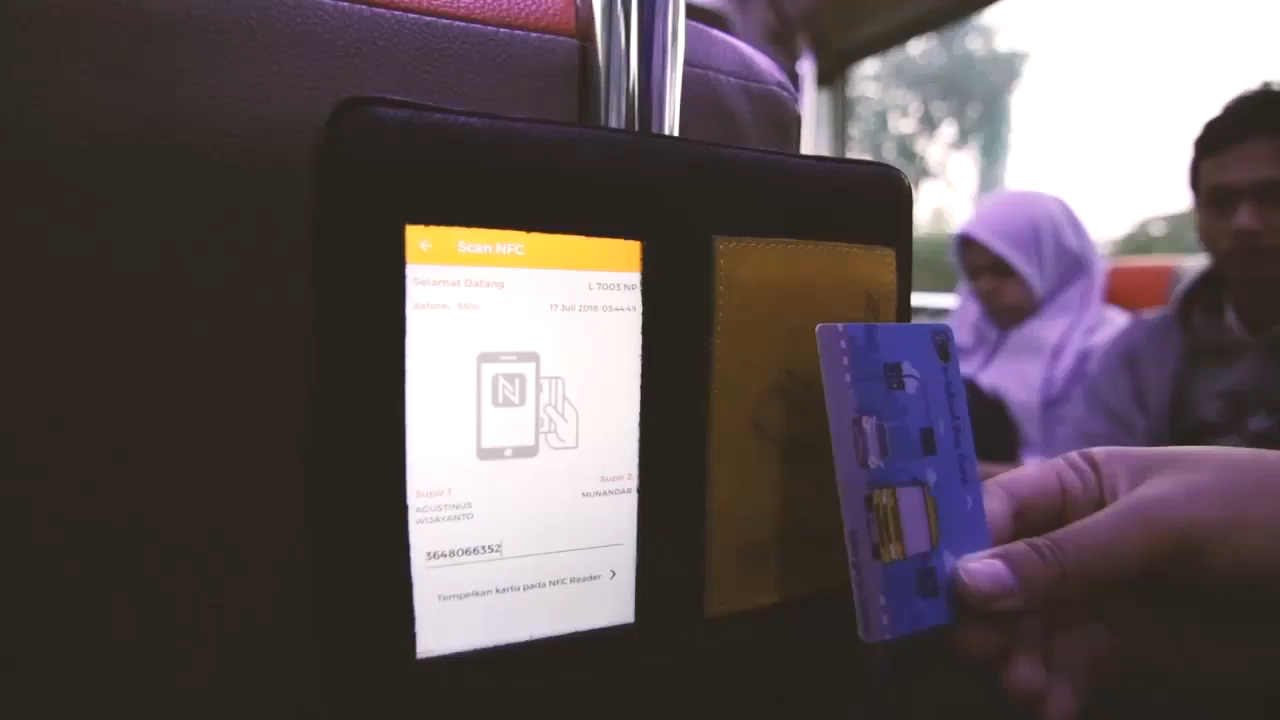 Scan NFC
Selamat Datang
L 7003 NP
Baterai 95%
17 Juli 2018 05:44:49
N
Supir 1
Supir 2
AGUSTINUS
WIJAYANTO
MUNANDAR
3648066352
Tempelkan kartu pada NFC Reader